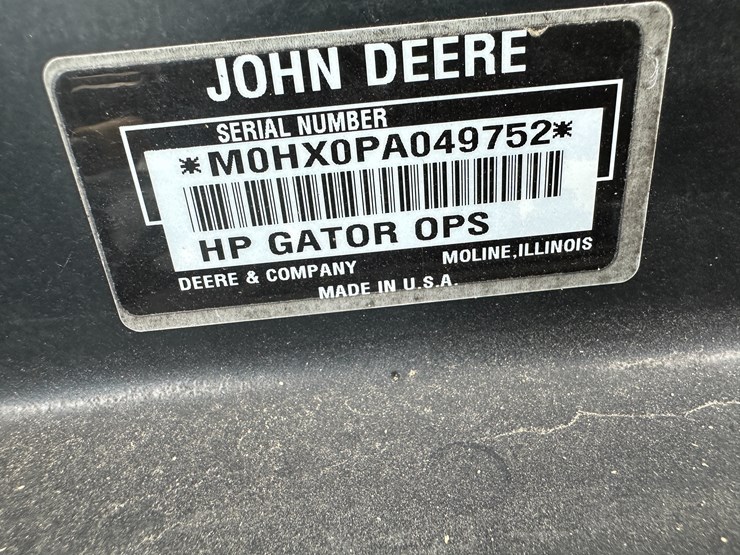 JOHN DEERE
SERIAL NUMBER
*M0HX0PA049752*
HP GATOR OPS
DEERE & COMPANY MOLINE, ILLINOIS
MADE IN U.S.A.